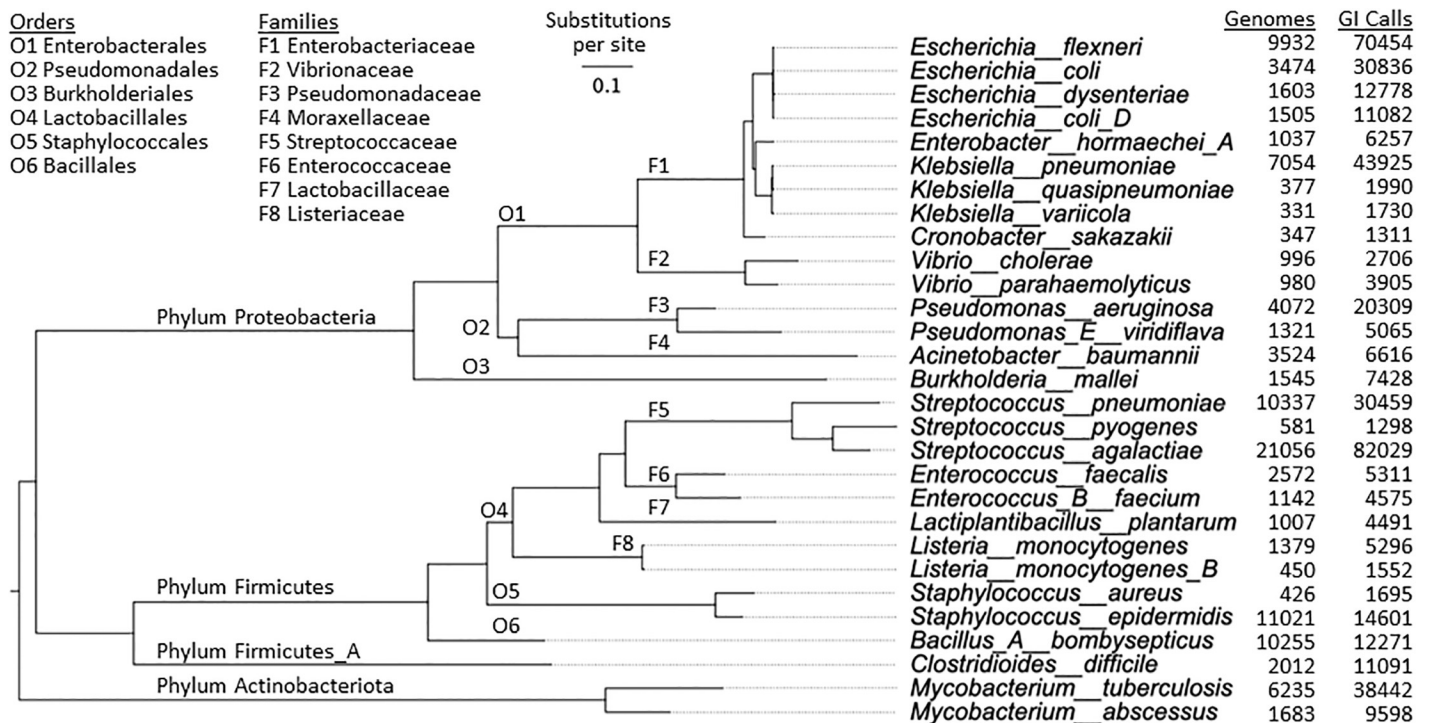 Orders
O1 Enterobacterales
O2 Pseudomonadales
O3 Burkholderiales
O4 Lactobacillales
O5 Staphylococcales
O6 Bacillales
Families
F1 Enterobacteriaceae
F2 Vibrionaceae
F3 Pseudomonadaceae
F4 Moraxellaceae
F5 Streptococcaceae
F6 Enterococcaceae
F7 Lactobacillaceae
F8 Listeriaceae
Substitutions
per site
0.1
Genomes GI Calls
Escherichia__flexneri 9932 70454
Escherichia__coli 3474 30836
Escherichia__dysenteriae 1603 12778
Escherichia__coli_D 1505 11082
Enterobacter__hormaechei_A 1037 6257
Klebsiella__pneumoniae 7054 43925
Klebsiella__quasipneumoniae 377 1990
Klebsiella__variicola 331 1730
Cronobacter__sakazakii 347 1311
Vibrio__cholerae 996 2706
Vibrio__parahaemolyticus 980 3905
Pseudomonas__aeruginosa 4072 20309
Pseudomonas_E__viridiflava 1321 5065
Acinetobacter__baumannii 3524 6616
Burkholderia__mallei 1545 7428
Streptococcus__pneumoniae 10337 30459
Streptococcus__pyogenes 581 1298
Streptococcus__agalactiae 21056 82029
Enterococcus__faecalis 2572 5311
Enterococcus_B__faecium 1142 4575
Lactiplantibacillus__plantarum 1007 4491
Listeria__monocytogenes 1379 5296
Listeria__monocytogenes_B 450 1552
Staphylococcus__aureus 426 1695
Staphylococcus__epidermidis 11021 14601
Bacillus_A__bombysepticus 10255 12271
Clostridioides__difficile 2012 11091
Mycobacterium__tuberculosis 6235 38442
Mycobacterium__abscessus 1683 9598
F1
O1
F2
Phylum Proteobacteria
F3
O2
F4
O3
F5
F6
F7
O4
F8
Phylum Firmicutes
O5
O6
Phylum Firmicutes_A
Phylum Actinobacteriota